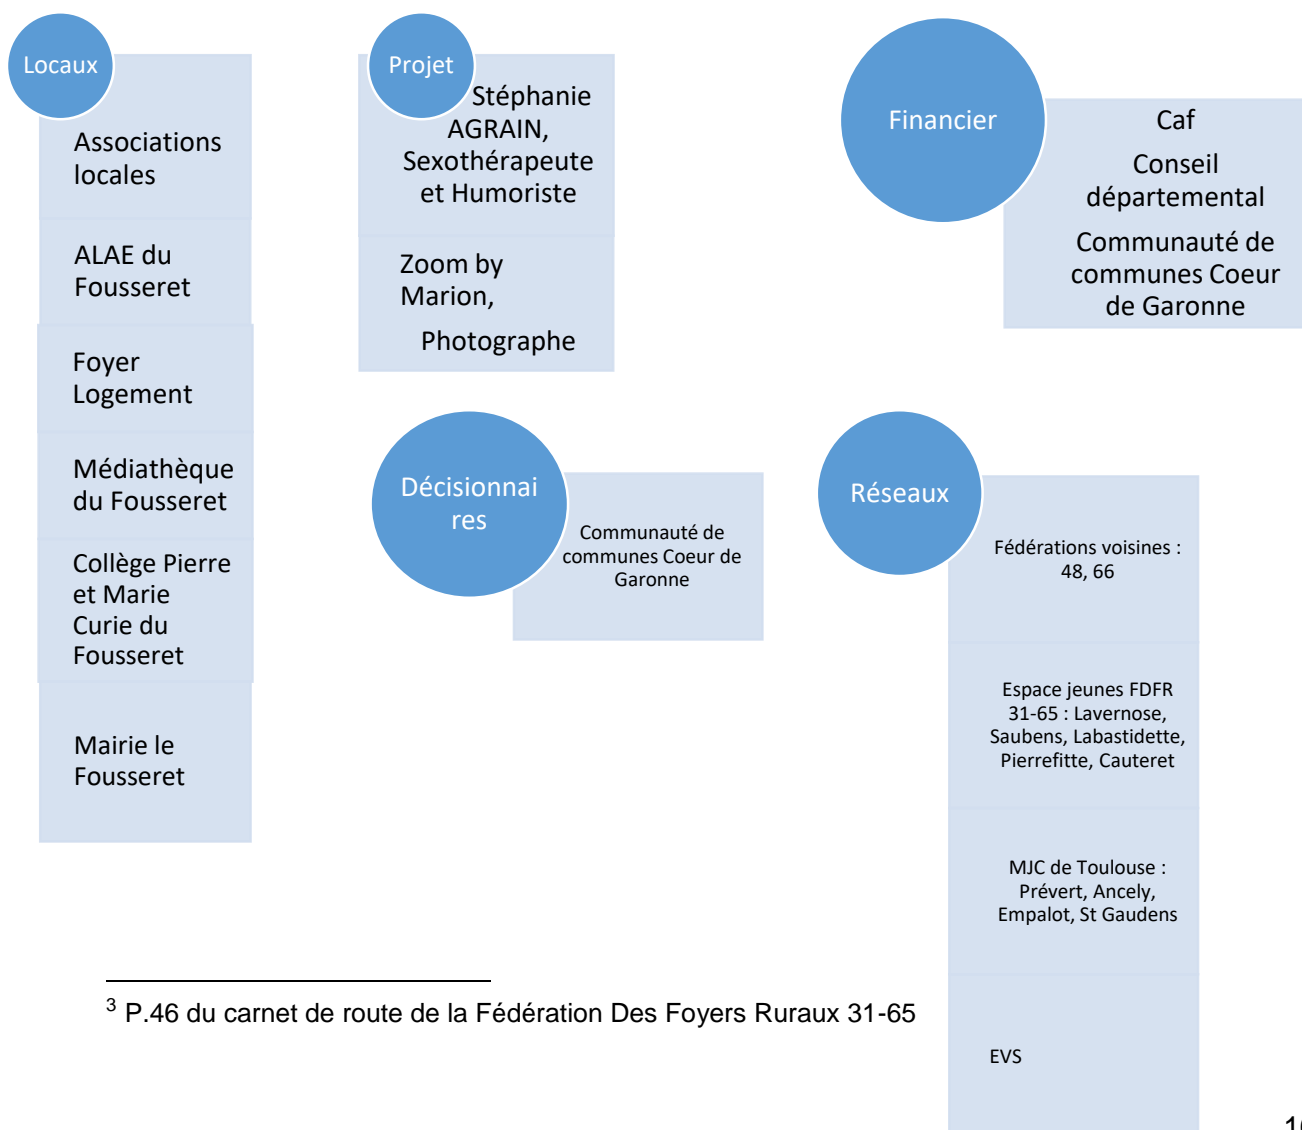 Locaux
Associations
locales
ALAE du
Fousseret
Foyer
Logement
Médiathèque
du Fousseret
Collège Pierre
et Marie
Curie du
Fousseret
Mairie le
Fousseret
Projet
Stéphanie
AGRAIN,
Sexothérapeute
et Humoriste
Zoom by
Marion,
Photographe
Financier
Caf
Conseil
départemental
Communauté de
communes Coeur
de Garonne
Décisionnai
res
Communauté de
communes Coeur de
Garonne
Réseaux
Fédérations voisines :
48, 66
Espace jeunes FDFR
31-65 : Lavernose,
Saubens, Labastidette,
Pierrefitte, Cauteret
MJC de Toulouse :
Prévert, Ancely,
Empalot, St Gaudens
EVS
3 P.46 du carnet de route de la Fédération Des Foyers Ruraux 31-65